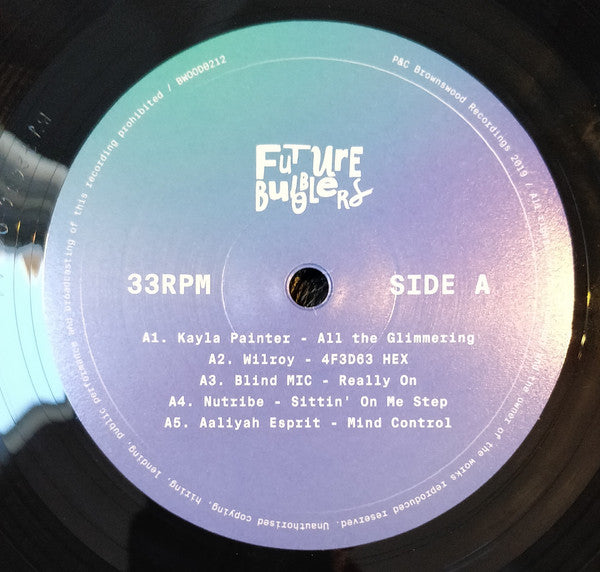 P&C Brownswood Recordings 2019 / All
and the owner of the works reproduced reserved. Unauthorised copying, hiring, lending, public performance and broadcasting of this recording prohibited / BWOOD0212
FUTURE
BUBBLERS
33RPM
SIDE A
A1. Kayla Painter - All the Glimmering
A2. Wilroy - 4F3D63 HEX
A3. Blind MIC - Really On
A4. Nutribe - Sittin' On Me Step
A5. Aaliyah Esprit - Mind Control